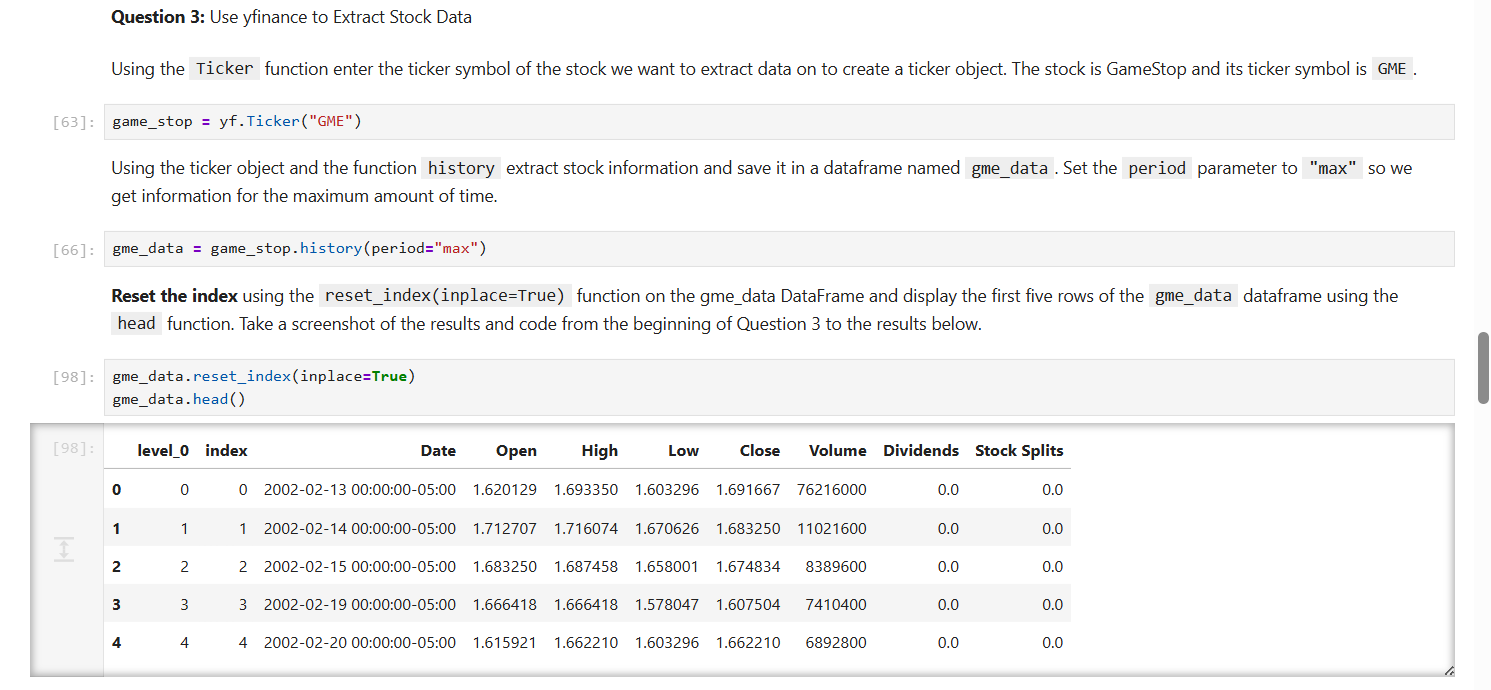 Question 3: Use yfinance to Extract Stock Data
Using the Ticker function enter the ticker symbol of the stock we want to extract data on to create a ticker object. The stock is GameStop and its ticker symbol is GME .
[63]: game_stop = yf.Ticker("GME")
Using the ticker object and the function history extract stock information and save it in a dataframe named gme_data . Set the period parameter to "max" so we
get information for the maximum amount of time.
[66]: gme_data = game_stop.history(period="max")
Reset the index using the reset_index(inplace=True) function on the gme_data DataFrame and display the first five rows of the gme_data dataframe using the
head function. Take a screenshot of the results and code from the beginning of Question 3 to the results below.
[98]: gme_data.reset_index(inplace=True)
gme_data.head()
[98]: level_0 index Date Open High Low Close Volume Dividends Stock Splits
0 0 0 2002-02-13 00:00:00-05:00 1.620129 1.693350 1.603296 1.691667 76216000 0.0 0.0
1 1 1 2002-02-14 00:00:00-05:00 1.712707 1.716074 1.670626 1.683250 11021600 0.0 0.0
2 2 2 2002-02-15 00:00:00-05:00 1.683250 1.687458 1.658001 1.674834 8389600 0.0 0.0
3 3 3 2002-02-19 00:00:00-05:00 1.666418 1.666418 1.578047 1.607504 7410400 0.0 0.0
4 4 4 2002-02-20 00:00:00-05:00 1.615921 1.662210 1.603296 1.662210 6892800 0.0 0.0